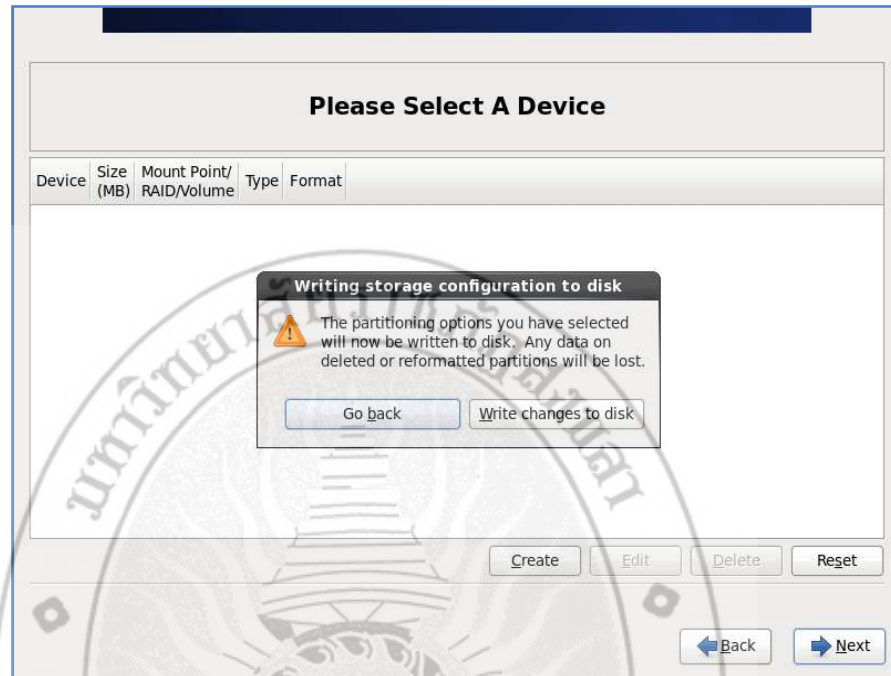 Please Select A Device
Device
Size
(MB)
Mount Point/
RAID/Volume
Type
Format
Writing storage configuration to disk
The partitioning options you have selected
will now be written to disk. Any data on
deleted or reformatted partitions will be lost.
Go back
Write changes to disk
Create
Edit
Delete
Reset
Back
Next